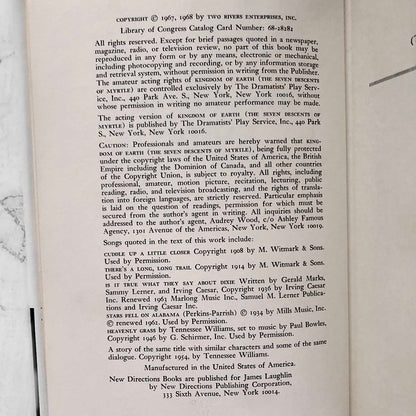 COPYRIGHT © 1967, 1968 by TWO RIVERS ENTERPRISES, INC.
Library of Congress Catalog Card Number: 68-28281
All rights reserved. Except for brief passages quoted in a newspaper,
magazine, radio, or television review, no part of this book may be
reproduced in any form or by any means, electronic or mechanical,
including photocopying and recording, or by any information storage
and retrieval system, without permission in writing from the Publisher.
The amateur acting rights of KINGDOM OF EARTH (THE SEVEN DESCENTS OF
MYRTLE) are controlled exclusively by The Dramatists' Play Serv-
ice, Inc., 440 Park Ave. S., New York, New York 10016, without
whose permission in writing no amateur performance may be made.
The acting version of KINGDOM OF EARTH (THE SEVEN DESCENTS OF
MYRTLE) is published by The Dramatists' Play Service, Inc., 440 Park
S., New York, New York 10016.
CAUTION: Professionals and amateurs are hereby warned that KING-
DOM OF EARTH (THE SEVEN DESCENTS OF MYRTLE), being fully protected
under the copyright laws of the United States of America, the British
Empire including the Dominion of Canada, and all other countries
of the Copyright Union, is subject to royalty. All rights, including
professional, amateur, motion picture, recitation, lecturing, public
reading, radio, and television broadcasting, and the rights of transla-
tion into foreign languages, are strictly reserved. Particular emphasis
is laid on the question of readings, permission for which must be
secured from the author's agent in writing. All inquiries should be
addressed to the author's agent, Audrey Wood, c/o Ashley Famous
Agency, 1301 Avenue of the Americas, New York, New York 10019.
Songs quoted in the text of this work include:
CUDDLE UP A LITTLE CLOSER Copyright 1908 by M. Witmark & Sons.
Used by Permission.
THERE'S A LONG, LONG TRAIL Copyright 1914 by M. Witmark & Sons.
Used by Permission.
IS IT TRUE WHAT THEY SAY ABOUT DIXIE Written by Gerald Marks,
Sammy Lerner, and Irving Caesar. Copyright 1936 by Irving Caesar
Inc. Renewed 1963 Marlong Music Inc., Samuel M. Lerner Publica-
tions and Irving Caesar. Used by Permission.
STARS FELL ON ALABAMA (Perkins-Parrish) © 1934 by Mills Music, Inc.
© renewed 1962. Used by Permission.
HEAVENLY GRASS by Tennessee Williams, set to music by Paul Bowles,
Copyright 1946 by G. Schirmer, Inc. Used by Permission.
A story of the same title with similar characters and some of the same
dialogue. Copyright 1954, by Tennessee Williams.
Manufactured in the United States of America.
New Directions Books are published for James Laughlin
by New Directions Publishing Corporation,
333 Sixth Avenue, New York 10014.